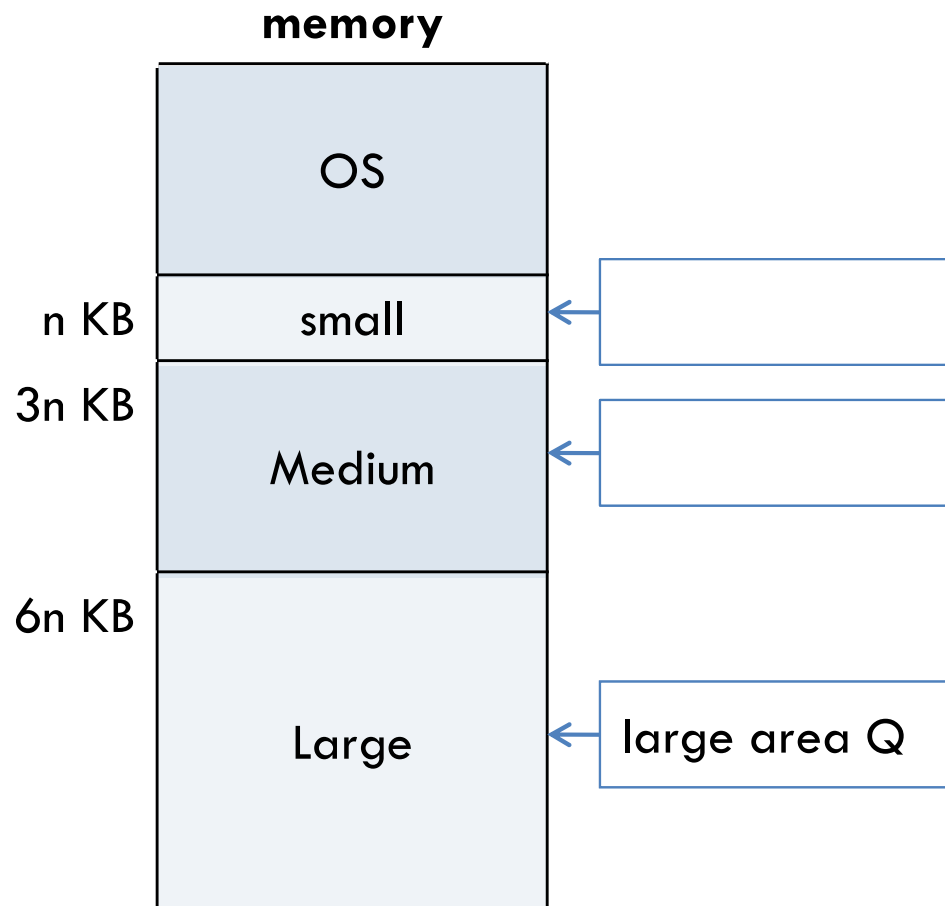 memory
OS
n KB
small
3n KB
Medium
6n KB
Large
large area Q